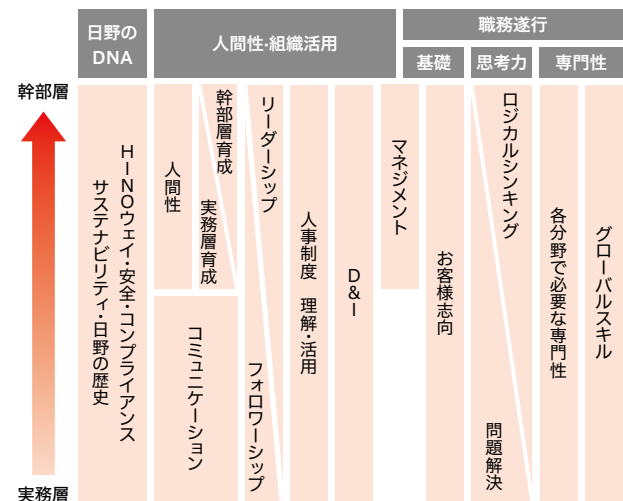 日野の
DNA
人間性・組織活用
職務遂行
基礎
思考力
専門性
幹部層
実務層
HINOウェイ・安全・コンプライアンス
サステナビリティ・日野の歴史
人間性
幹部層育成
実務層育成
コミュニケーション
リーダーシップ
フォロワーシップ
人事制度 理解・活用
D&I
マネジメント
お客様志向
ロジカルシンキング
問題解決
各分野で必要な専門性
グローバルスキル